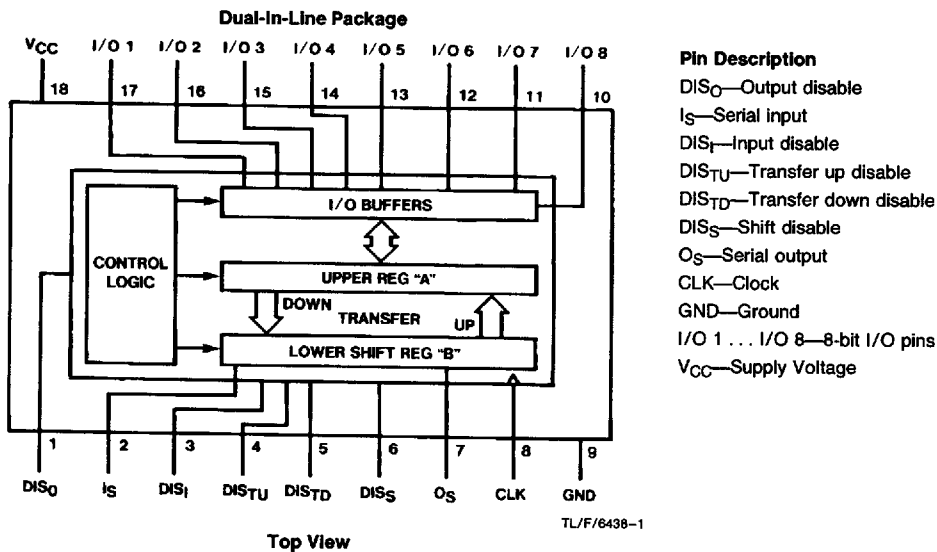 Dual-In-Line Package
VCC I/O 1 I/O 2 I/O 3 I/O 4 I/O 5 I/O 6 I/O 7 I/O 8
18 17 16 15 14 13 12 11 10
I/O BUFFERS
CONTROL
LOGIC
UPPER REG "A"
DOWN
TRANSFER
UP
LOWER SHIFT REG "B"
1 2 3 4 5 6 7 8 9
DISO IS DISI DISTU DISTD DISS OS CLK GND
TL/F/6438–1
Top View
Pin Description
DISO—Output disable
IS—Serial input
DISI—Input disable
DISTU—Transfer up disable
DISTD—Transfer down disable
DISS—Shift disable
OS—Serial output
CLK—Clock
GND—Ground
I/O 1 . . . I/O 8—8-bit I/O pins
VCC—Supply Voltage